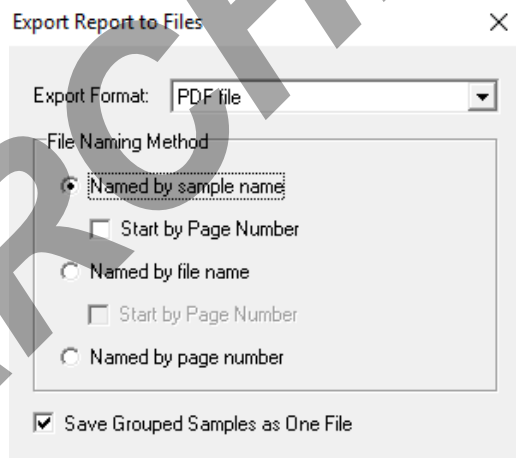 Export Report to Files
Export Format: PDF file
File Naming Method
Named by sample name
Start by Page Number
Named by file name
Start by Page Number
Named by page number
Save Grouped Samples as One File